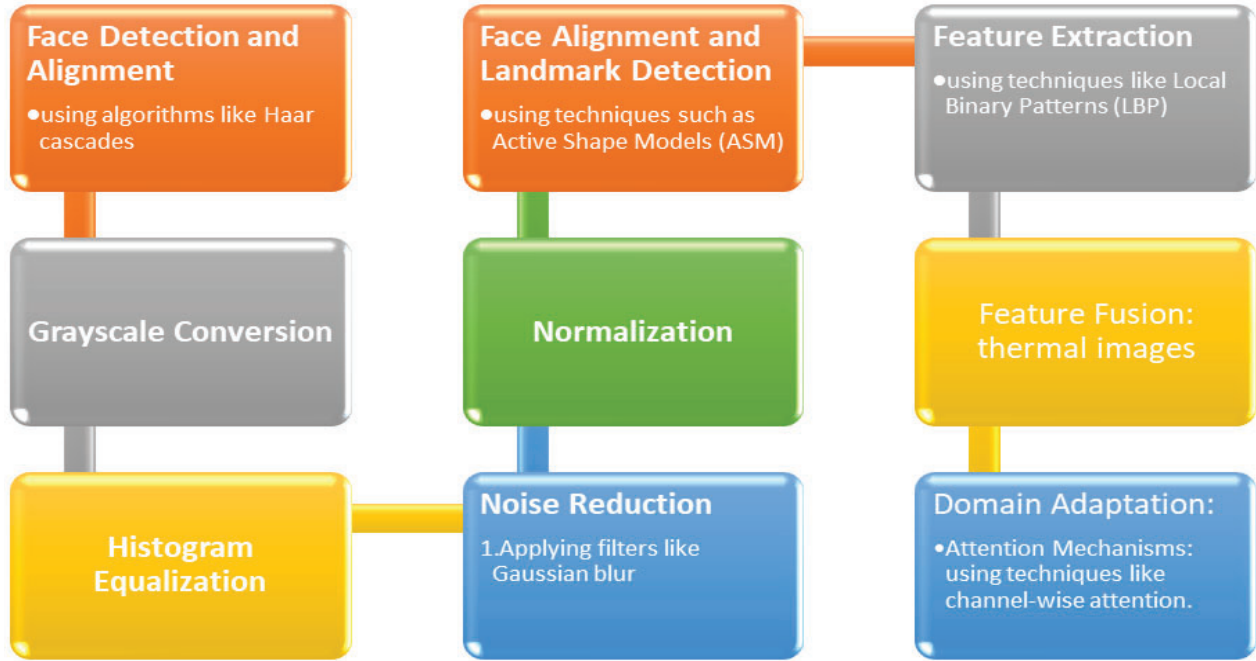 Face Detection and
Alignment
•using algorithms like Haar
cascades
Grayscale Conversion
Histogram
Equalization
Noise Reduction
1.Applying filters like
Gaussian blur
Normalization
Face Alignment and
Landmark Detection
•using techniques such as
Active Shape Models (ASM)
Feature Extraction
•using techniques like Local
Binary Patterns (LBP)
Feature Fusion:
thermal images
Domain Adaptation:
•Attention Mechanisms:
using techniques like
channel-wise attention.